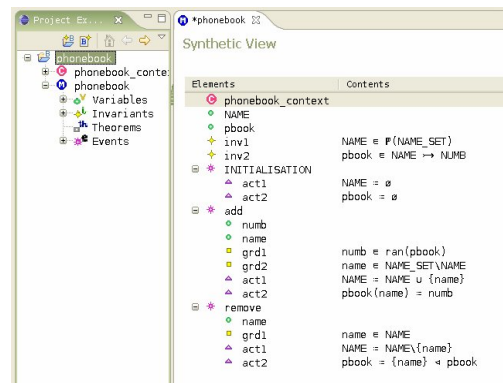 Project Ex...
*phonebook
phonebook
phonebook_conte
phonebook
Variables
Invariants
Theorems
Events
Synthetic View
Elements Contents
phonebook_context
NAME
pbook
inv1 NAME ∈ ℙ(NAME_SET)
inv2 pbook ∈ NAME ↣ NUMB
INITIALISATION
act1 NAME ≔ ∅
act2 pbook ≔ ∅
add
numb
name
grd1 numb ∈ ran(pbook)
grd2 name ∈ NAME_SET\NAME
act1 NAME ≔ NAME ∪ {name}
act2 pbook(name) ≔ numb
remove
name
grd1 name ∈ NAME
act1 NAME ≔ NAME\{name}
act2 pbook ≔ {name} ⩤ pbook